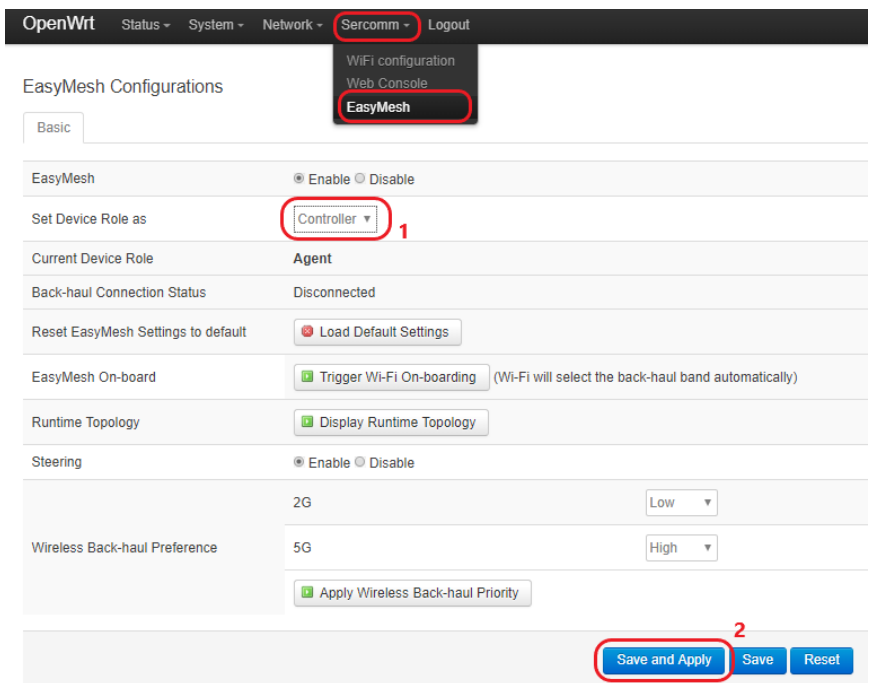 OpenWrt Status System Network Sercomm Logout
WiFi configuration
Web Console
EasyMesh
EasyMesh Configurations
Basic
EasyMesh Enable Disable
Set Device Role as Controller 1
Current Device Role Agent
Back-haul Connection Status Disconnected
Reset EasyMesh Settings to default Load Default Settings
EasyMesh On-board Trigger Wi-Fi On-boarding (Wi-Fi will select the back-haul band automatically)
Runtime Topology Display Runtime Topology
Steering Enable Disable
2G Low
Wireless Back-haul Preference 5G High
Apply Wireless Back-haul Priority
2
Save and Apply Save Reset